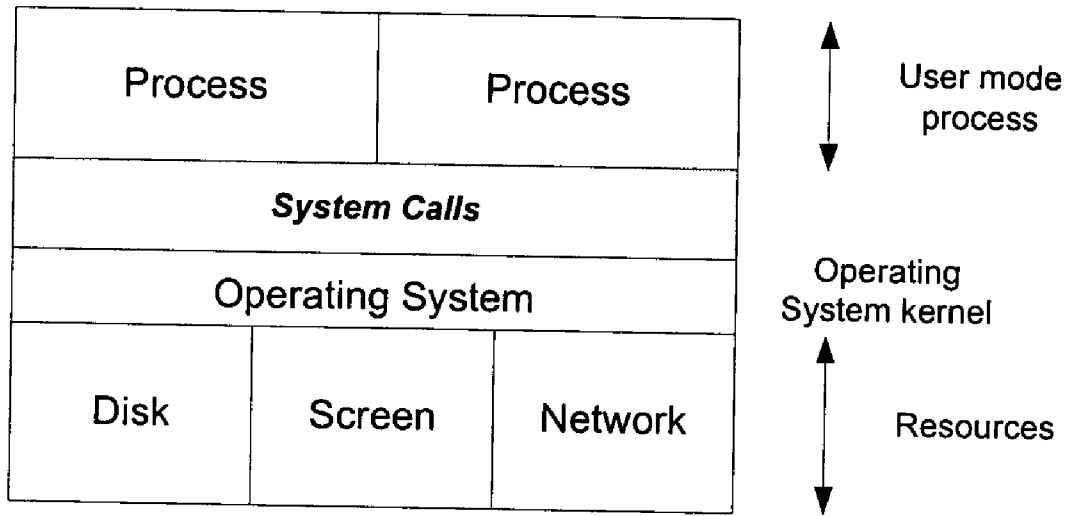 Process
Process
User mode
process
System Calls
Operating System
Operating
System kernel
Disk
Screen
Network
Resources